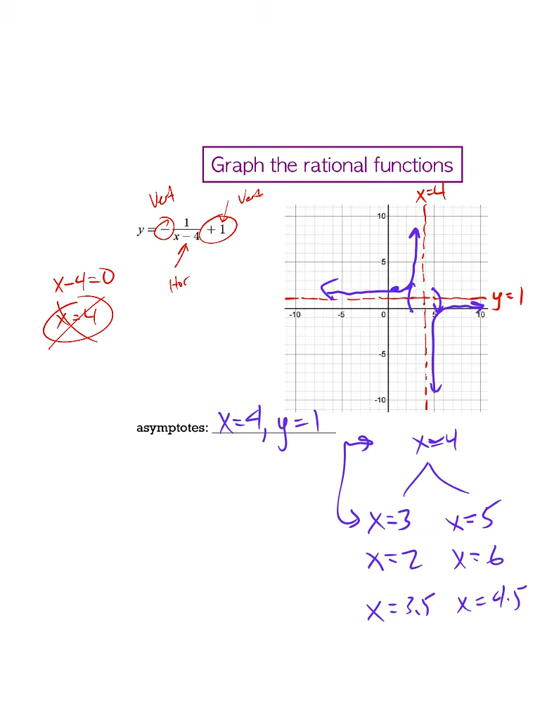 Graph the rational functions
Vert
Vert
y = − 1/(x − 4) + 1
Hor
x-4=0
x=4
x=4
y=1
10
5
-10
-5
0
5
10
-5
-10
asymptotes: x=4, y=1
x=4
x=3 x=5
x=2 x=6
x=3.5 x=4.5